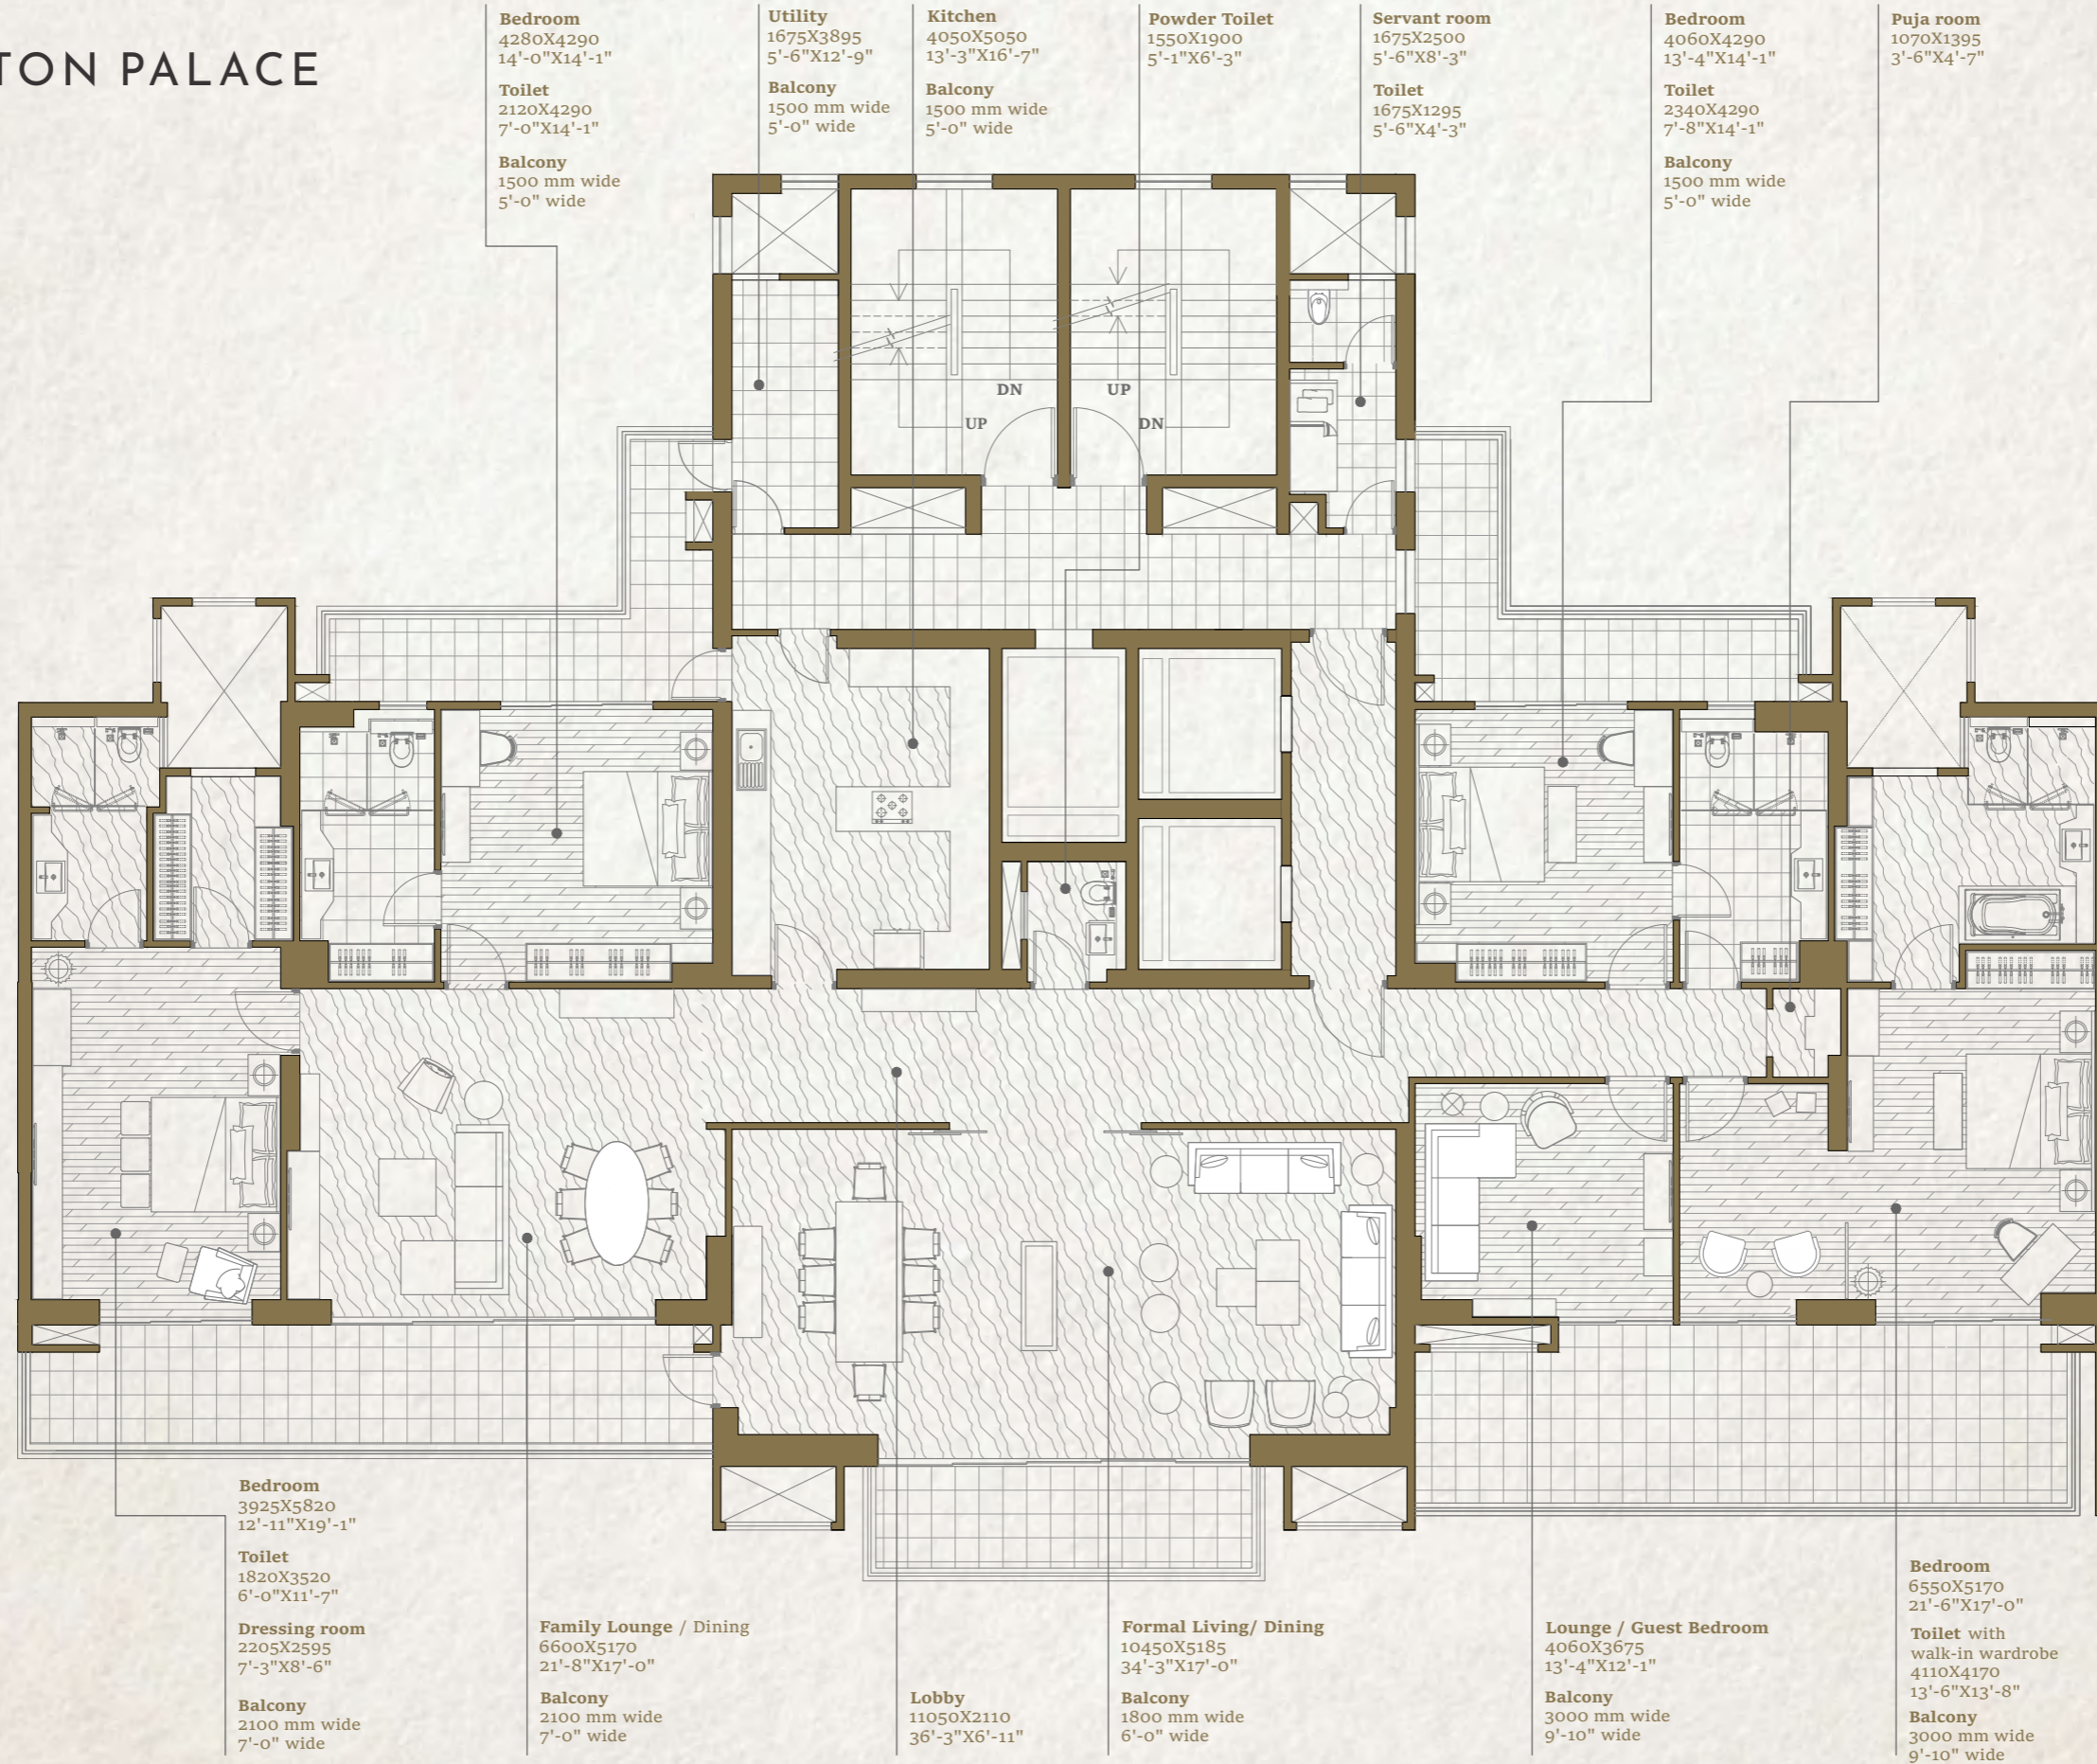 TON PALACE
Bedroom
4280X4290
14'-0"X14'-1"
Toilet
2120X4290
7'-0"X14'-1"
Balcony
1500 mm wide
5'-0" wide
Utility
1675X3895
5'-6"X12'-9"
Balcony
1500 mm wide
5'-0" wide
Kitchen
4050X5050
13'-3"X16'-7"
Balcony
1500 mm wide
5'-0" wide
Powder Toilet
1550X1900
5'-1"X6'-3"
Servant room
1675X2500
5'-6"X8'-3"
Toilet
1675X1295
5'-6"X4'-3"
Bedroom
4060X4290
13'-4"X14'-1"
Toilet
2340X4290
7'-8"X14'-1"
Balcony
1500 mm wide
5'-0" wide
Puja room
1070X1395
3'-6"X4'-7"
DN
UP
UP
DN
Bedroom
3925X5820
12'-11"X19'-1"
Toilet
1820X3520
6'-0"X11'-7"
Dressing room
2205X2595
7'-3"X8'-6"
Balcony
2100 mm wide
7'-0" wide
Family Lounge / Dining
6600X5170
21'-8"X17'-0"
Balcony
2100 mm wide
7'-0" wide
Lobby
11050X2110
36'-3"X6'-11"
Formal Living/ Dining
10450X5185
34'-3"X17'-0"
Balcony
1800 mm wide
6'-0" wide
Lounge / Guest Bedroom
4060X3675
13'-4"X12'-1"
Balcony
3000 mm wide
9'-10" wide
Bedroom
6550X5170
21'-6"X17'-0"
Toilet with
walk-in wardrobe
4110X4170
13'-6"X13'-8"
Balcony
3000 mm wide
9'-10" wide